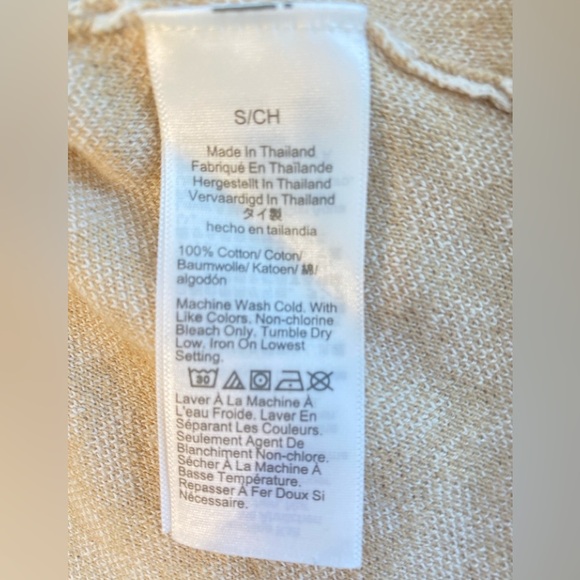 S/CH
Made In Thailand
Fabriqué En Thaïlande
Hergestellt In Thailand
Vervaardigd In Thailand
タイ製
hecho en tailandia
100% Cotton/ Coton/
Baumwolle/ Katoen/ 綿/
algodón
Machine Wash Cold. With
Like Colors. Non-chlorine
Bleach Only. Tumble Dry
Low. Iron On Lowest
Setting.
30
Laver À La Machine À
L'eau Froide. Laver En
Séparant Les Couleurs.
Seulement Agent De
Blanchiment Non-chlore.
Sécher À La Machine À
Basse Température.
Repasser À Fer Doux Si
Nécessaire.